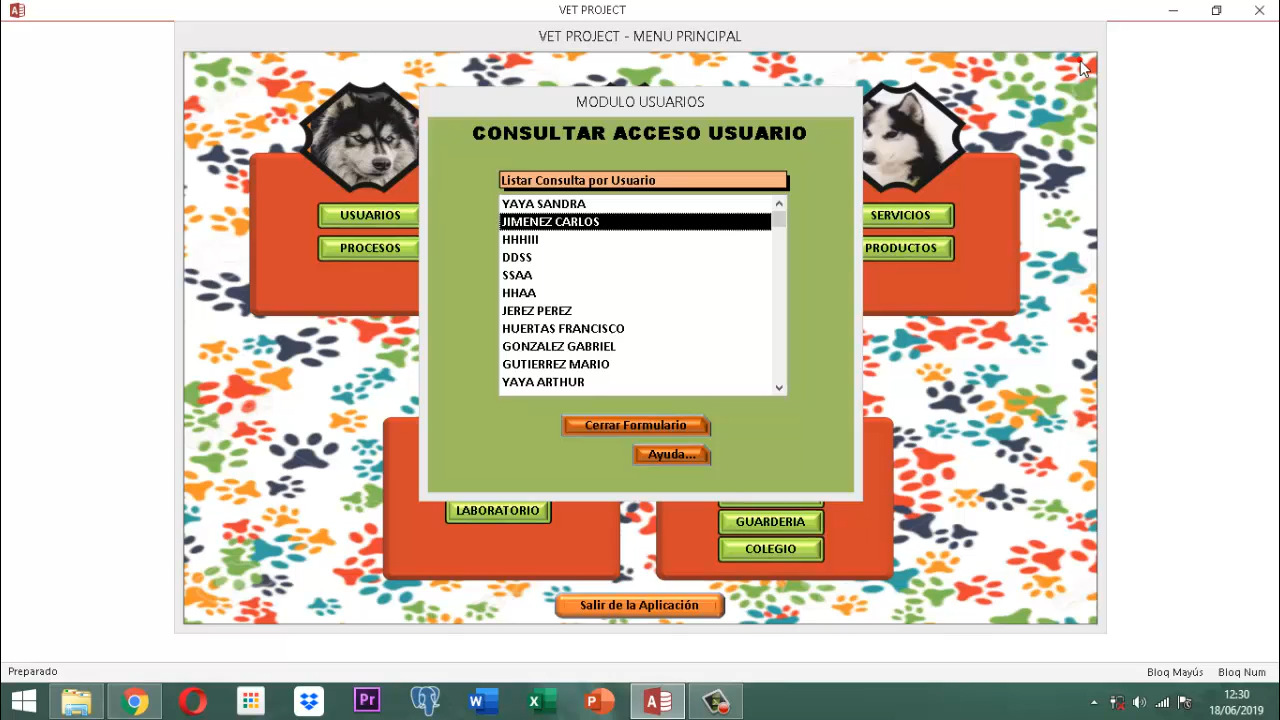 VET PROJECT
VET PROJECT - MENU PRINCIPAL
MODULO USUARIOS
CONSULTAR ACCESO USUARIO
Listar Consulta por Usuario
YAYA SANDRA
JIMENEZ CARLOS
HHHIII
DDSS
SSAA
HHAA
JEREZ PEREZ
HUERTAS FRANCISCO
GONZALEZ GABRIEL
GUTIERREZ MARIO
YAYA ARTHUR
Cerrar Formulario
Ayuda...
USUARIOS
PROCESOS
SERVICIOS
PRODUCTOS
LABORATORIO
GUARDERIA
COLEGIO
Salir de la Aplicación
Preparado
Bloq Mayús Bloq Num
Pr
12:30
18/06/2019